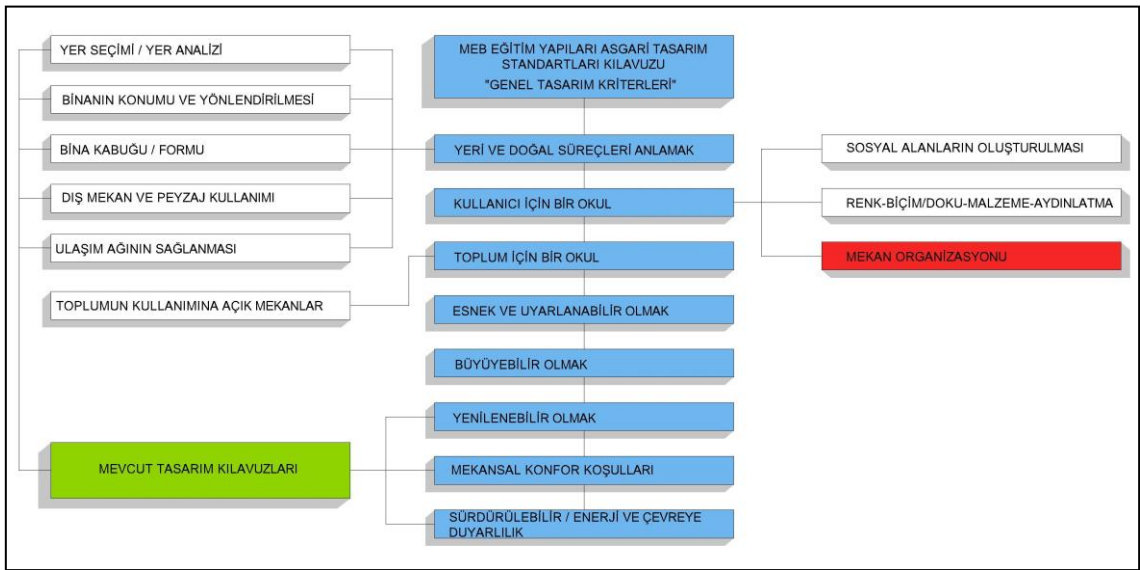 YER SEÇİMİ / YER ANALİZİ
BİNANIN KONUMU VE YÖNLENDİRİLMESİ
BİNA KABUĞU / FORMU
DIŞ MEKAN VE PEYZAJ KULLANIMI
ULAŞIM AĞININ SAĞLANMASI
TOPLUMUN KULLANIMINA AÇIK MEKANLAR
MEVCUT TASARIM KILAVUZLARI
MEB EĞİTİM YAPILARI ASGARİ TASARIM
STANDARTLARI KILAVUZU
"GENEL TASARIM KRİTERLERİ"
YERİ VE DOĞAL SÜREÇLERİ ANLAMAK
KULLANICI İÇİN BİR OKUL
TOPLUM İÇİN BİR OKUL
ESNEK VE UYARLANABİLİR OLMAK
BÜYÜYEBİLİR OLMAK
YENİLENEBİLİR OLMAK
MEKANSAL KONFOR KOŞULLARI
SÜRDÜRÜLEBİLİR / ENERJİ VE ÇEVREYE
DUYARLILIK
SOSYAL ALANLARIN OLUŞTURULMASI
RENK-BİÇİM/DOKU-MALZEME-AYDINLATMA
MEKAN ORGANİZASYONU